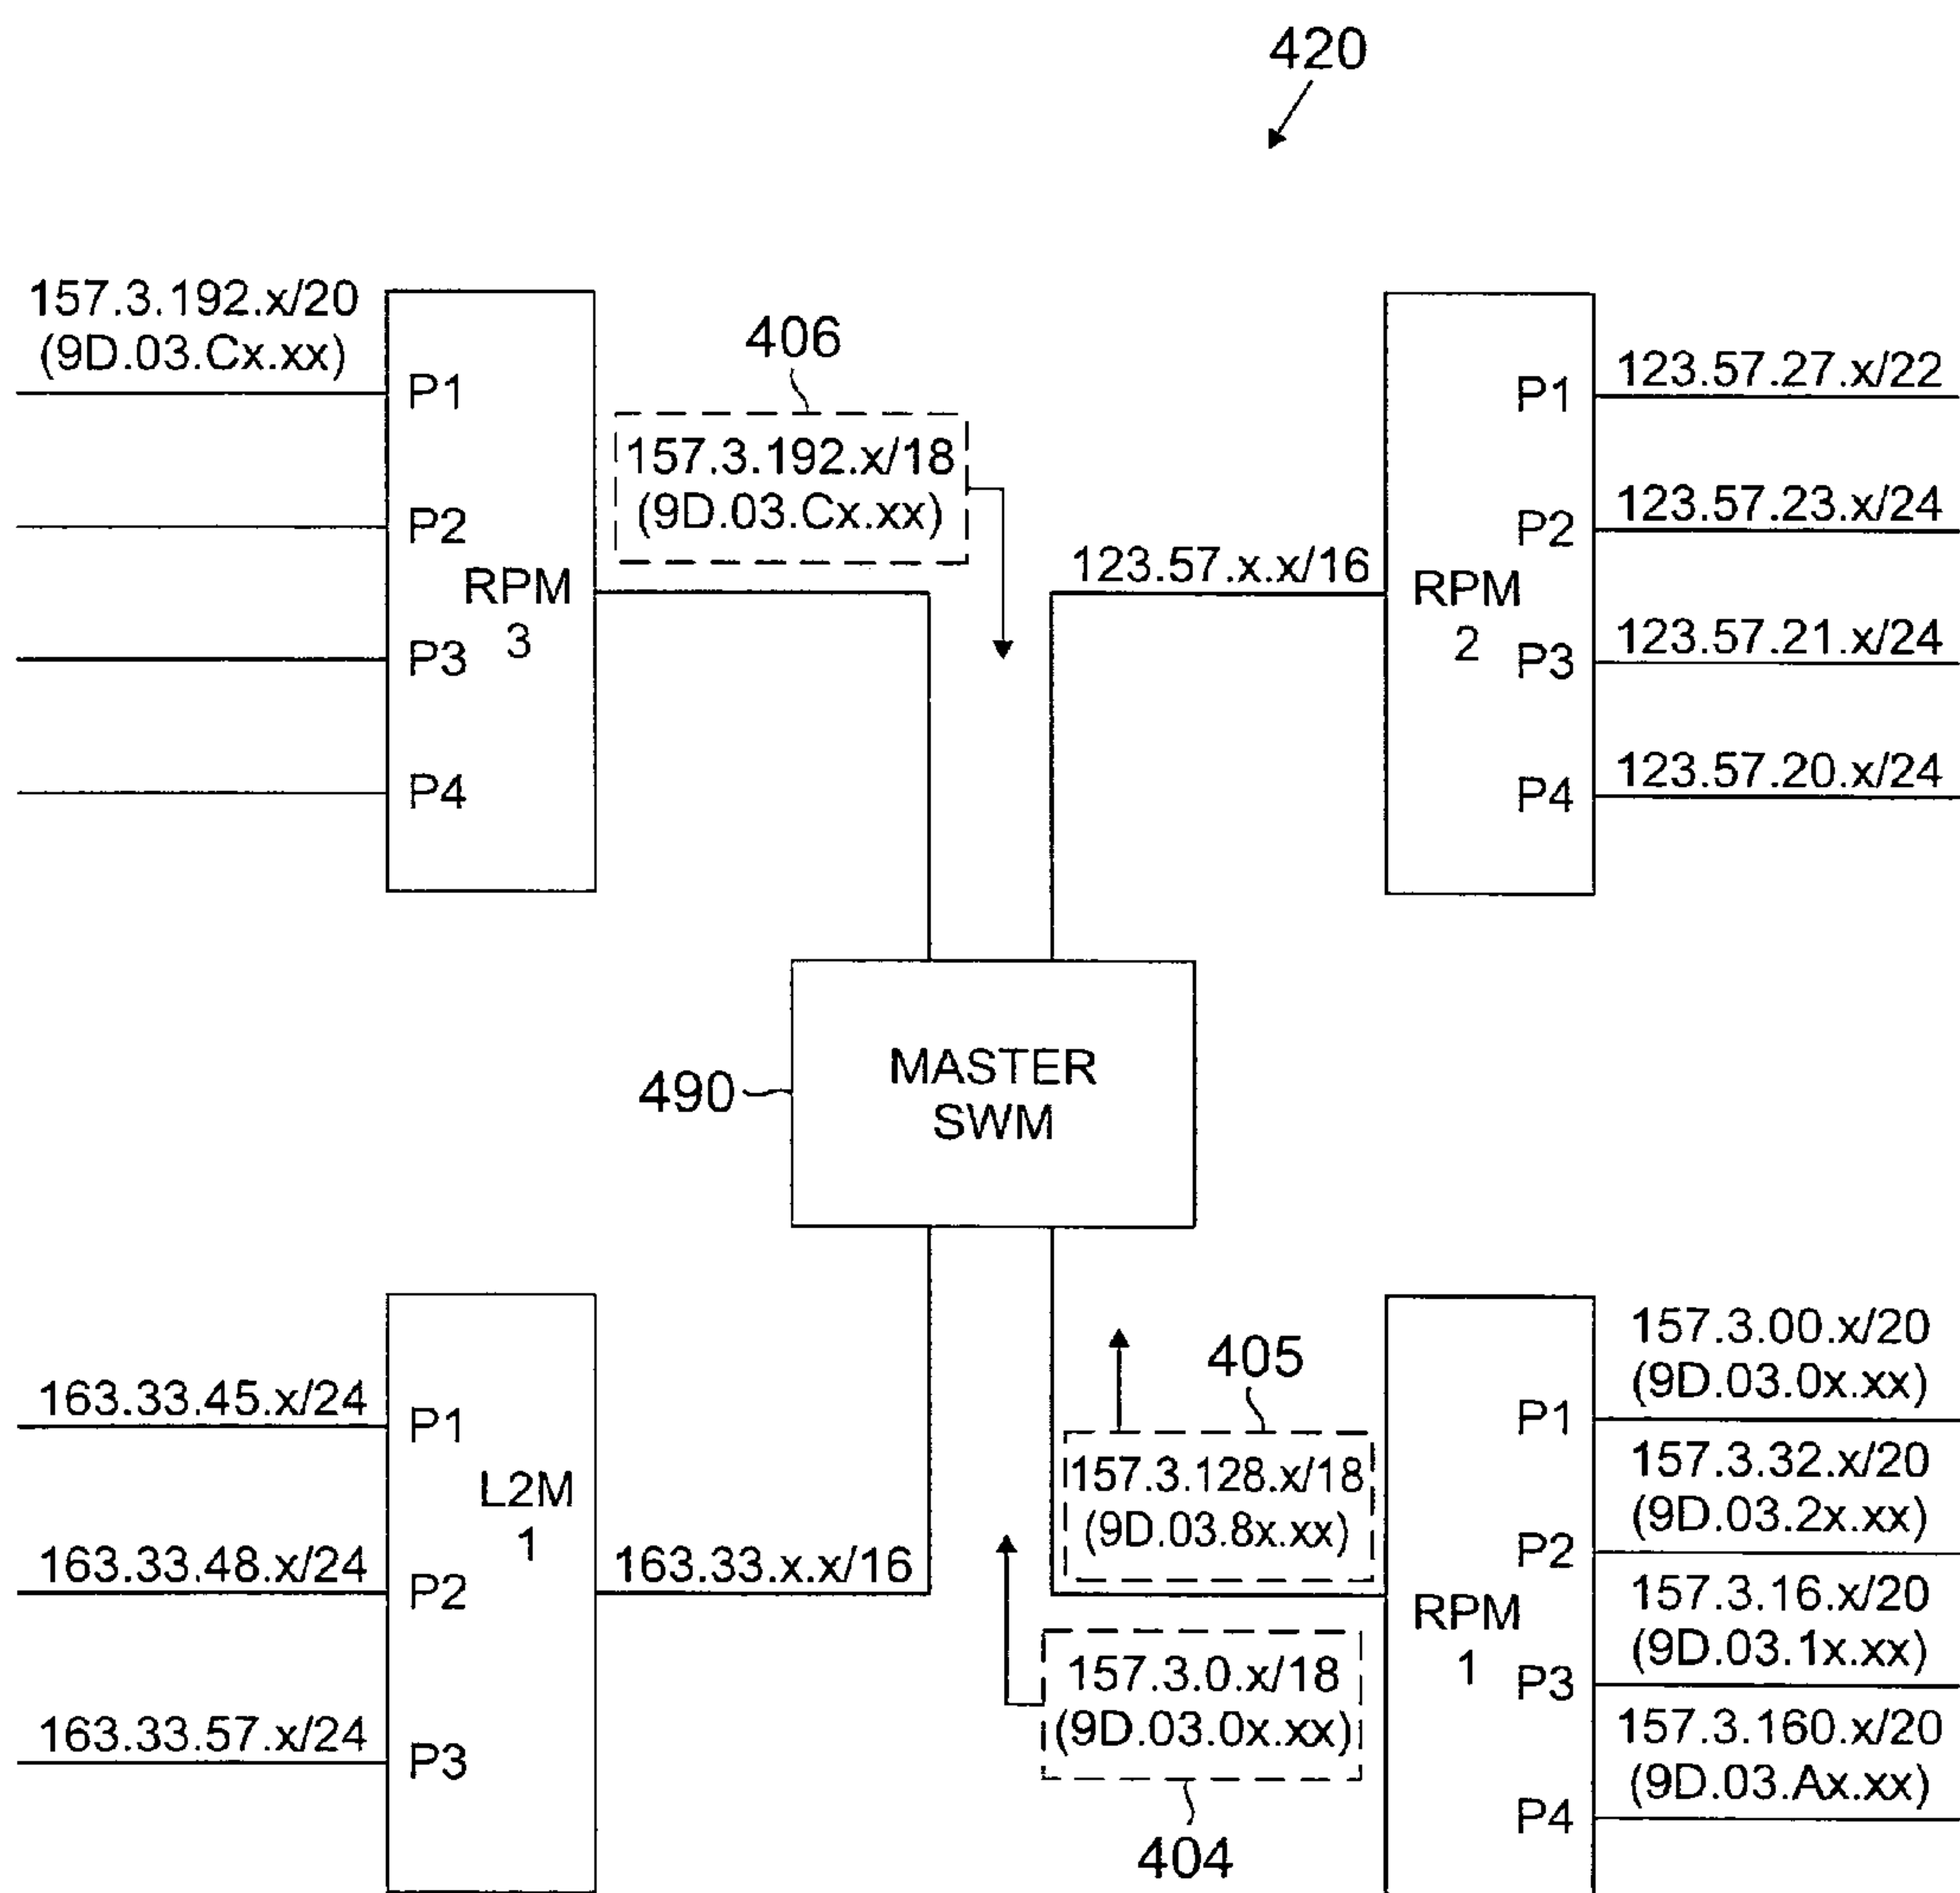 420
157.3.192.x/20
(9D.03.Cx.xx)
P1
P2
RPM
3
P3
P4
406
157.3.192.x/18
(9D.03.Cx.xx)
123.57.x.x/16
P1
123.57.27.x/22
P2
123.57.23.x/24
RPM
2
P3
123.57.21.x/24
P4
123.57.20.x/24
490
MASTER
SWM
163.33.45.x/24
P1
L2M
1
163.33.48.x/24
P2
163.33.x.x/16
163.33.57.x/24
P3
405
157.3.128.x/18
(9D.03.8x.xx)
157.3.0.x/18
(9D.03.0x.xx)
404
157.3.00.x/20
(9D.03.0x.xx)
P1
157.3.32.x/20
(9D.03.2x.xx)
P2
RPM
1
157.3.16.x/20
(9D.03.1x.xx)
P3
157.3.160.x/20
(9D.03.Ax.xx)
P4